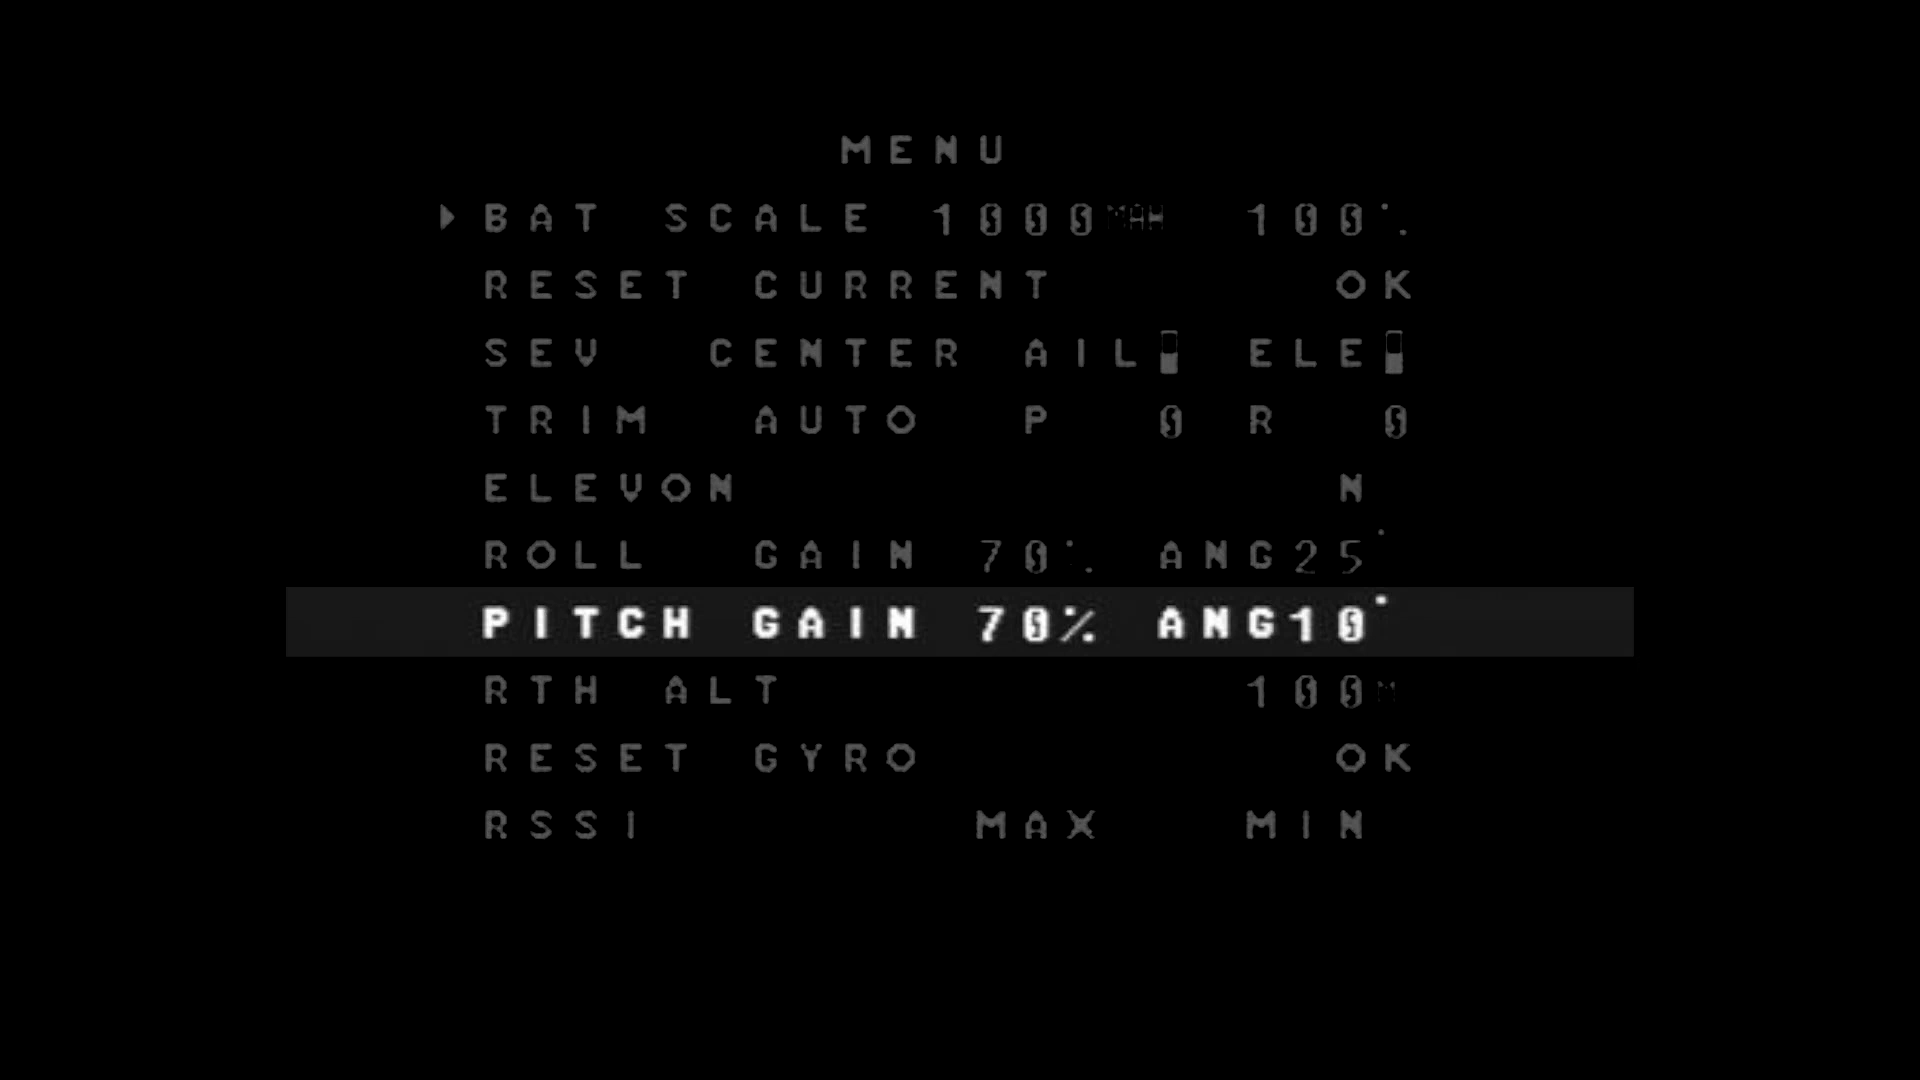 MENU
BAT SCALE 1000MAH 100%
RESET CURRENT OK
SEV CENTER AIL ELE
TRIM AUTO P 0 R 0
ELEVON N
ROLL GAIN 70% ANG25°
PITCH GAIN 70% ANG10°
RTH ALT 100M
RESET GYRO OK
RSSI MAX MIN